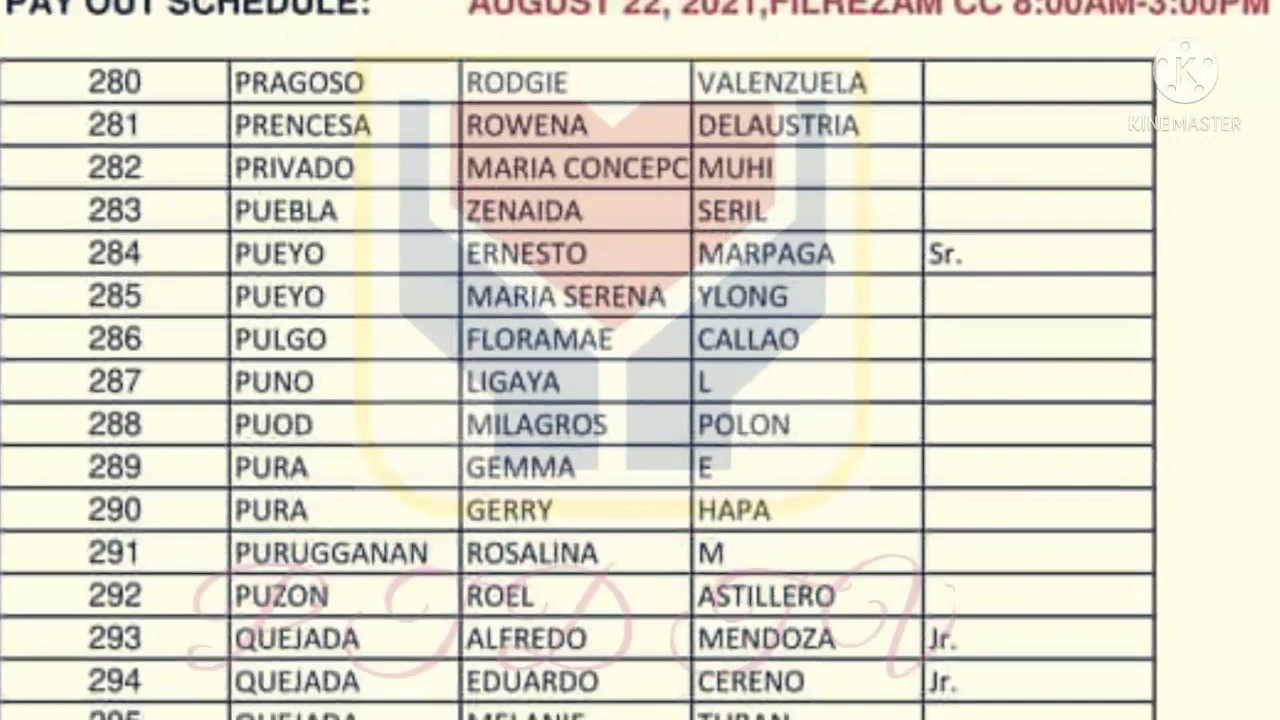 PAY OUT SCHEDULE: AUGUST 22, 2021,FILREZAM CC 8:00AM-3:00PM
280 PRAGOSO RODGIE VALENZUELA
281 PRENCESA ROWENA DELAUSTRIA
282 PRIVADO MARIA CONCEPC MUHI
283 PUEBLA ZENAIDA SERIL
284 PUEYO ERNESTO MARPAGA Sr.
285 PUEYO MARIA SERENA YLONG
286 PULGO FLORAMAE CALLAO
287 PUNO LIGAYA L
288 PUOD MILAGROS POLON
289 PURA GEMMA E
290 PURA GERRY HAPA
291 PURUGGANAN ROSALINA M
292 PUZON ROEL ASTILLERO
293 QUEJADA ALFREDO MENDOZA Jr.
294 QUEJADA EDUARDO CERENO Jr.
295 QUEJADA MELANIE TUBAN
K
KINEMASTER